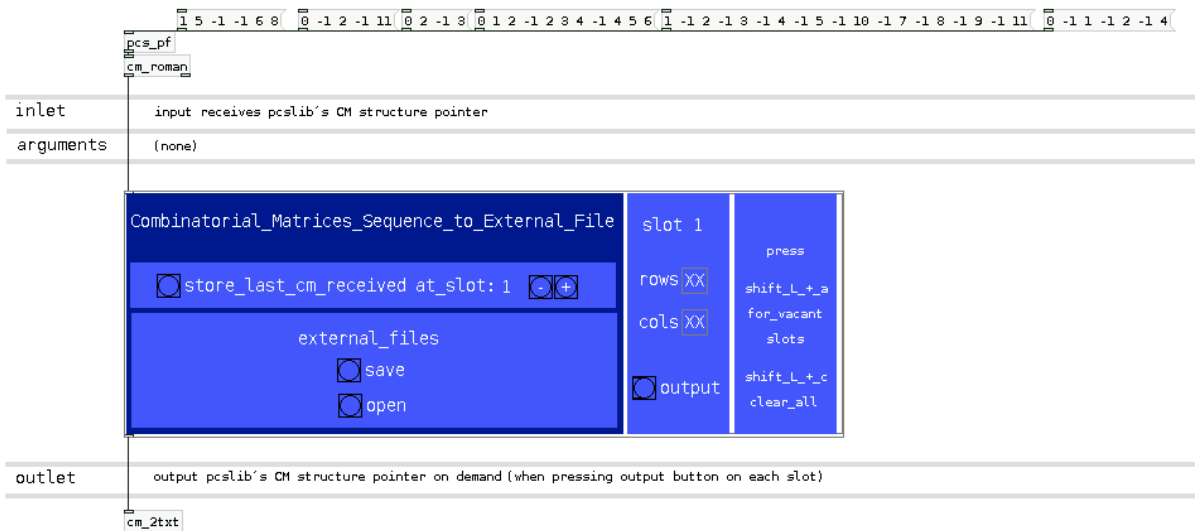 1 5 -1 -1 6 8 0 -1 2 -1 11 0 2 -1 3 0 1 2 -1 2 3 4 -1 4 5 6 1 -1 2 -1 3 -1 4 -1 5 -1 10 -1 7 -1 8 -1 9 -1 11 0 -1 1 -1 2 -1 4
pcs_pf
cm_roman
inlet input receives pcslib´s CM structure pointer
arguments (none)
Combinatorial_Matrices_Sequence_to_External_File
store_last_cm_received at_slot: 1 - +
external_files
save
open
slot 1
rows XX
cols XX
output
press
shift_L_+_a
for_vacant
slots
shift_L_+_c
clear_all
outlet output pcslib´s CM structure pointer on demand (when pressing output button on each slot)
cm_2txt